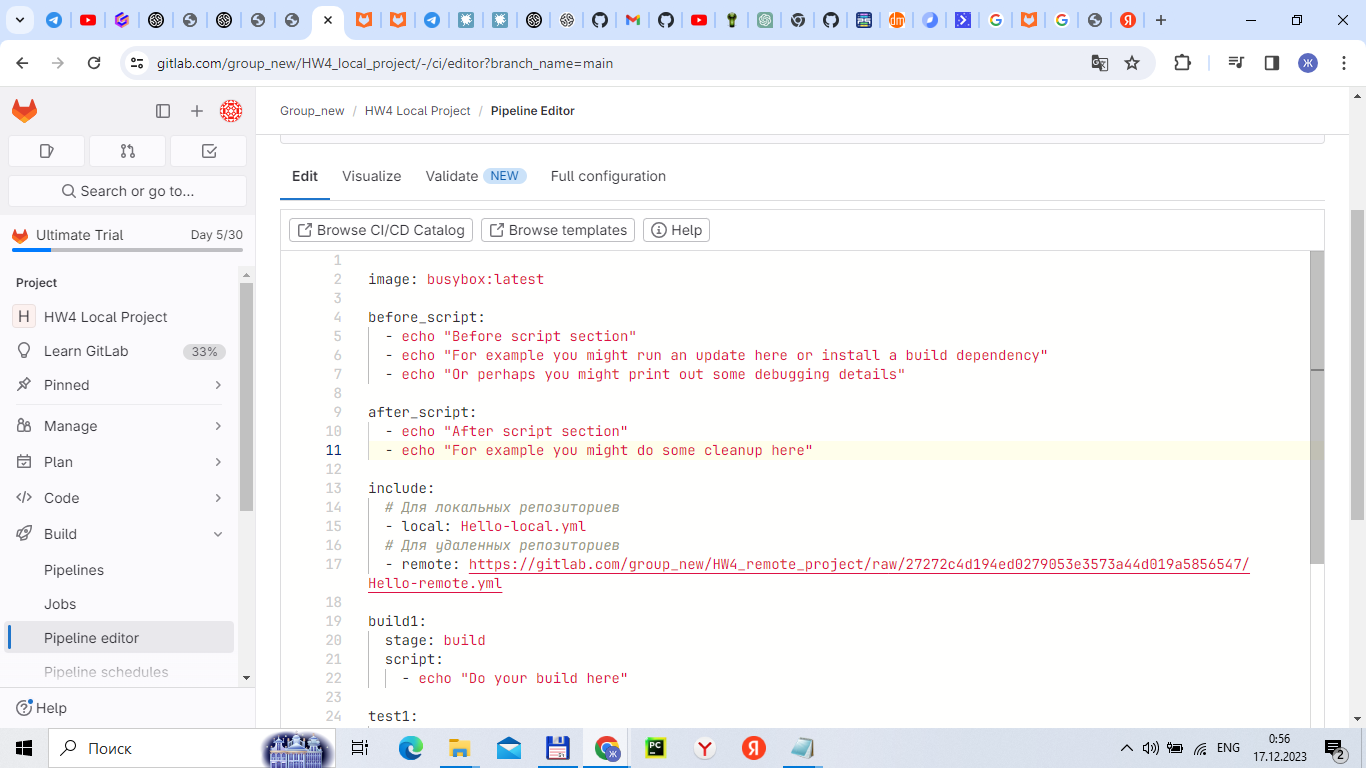 gitlab.com/group_new/HW4_local_project/-/ci/editor?branch_name=main
Ж
Group_new / HW4 Local Project / Pipeline Editor
Search or go to...
Ultimate Trial Day 5/30
Project
H HW4 Local Project
Learn GitLab 33%
Pinned
Manage
Plan
Code
Build
Pipelines
Jobs
Pipeline editor
Pipeline schedules
Help
Edit Visualize Validate NEW Full configuration
Browse CI/CD Catalog Browse templates Help
1
2 image: busybox:latest
3
4 before_script:
5 - echo "Before script section"
6 - echo "For example you might run an update here or install a build dependency"
7 - echo "Or perhaps you might print out some debugging details"
8
9 after_script:
10 - echo "After script section"
11 - echo "For example you might do some cleanup here"
12
13 include:
14 # Для локальных репозиториев
15 - local: Hello-local.yml
16 # Для удаленных репозиториев
17 - remote: https://gitlab.com/group_new/HW4_remote_project/raw/27272c4d194ed0279053e3573a44d019a5856547/
Hello-remote.yml
18
19 build1:
20 stage: build
21 script:
22 - echo "Do your build here"
23
24 test1:
Поиск
PC
Я
ENG
0:56
17.12.2023
2